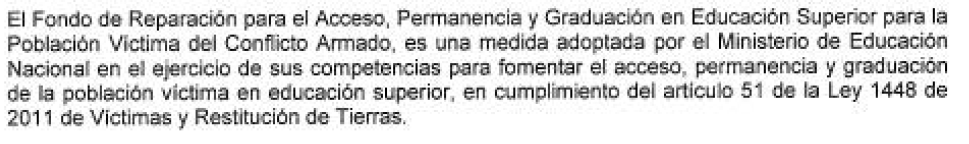 El Fondo de Reparación para el Acceso, Permanencia y Graduación en Educación Superior para la
Población Victima del Conflicto Armado, es una medida adoptada por el Ministerio de Educación
Nacional en el ejercicio de sus competencias para fomentar el acceso, permanencia y graduación
de la población víctima en educación superior, en cumplimiento del artículo 51 de la Ley 1448 de
2011 de Víctimas y Restitución de Tierras.